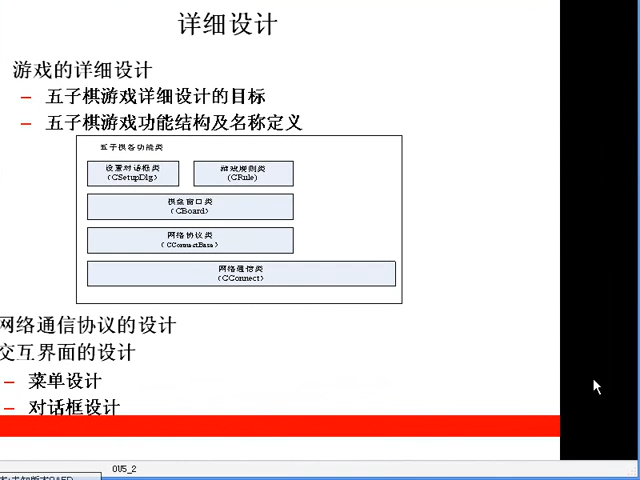 详细设计
游戏的详细设计
– 五子棋游戏详细设计的目标
– 五子棋游戏功能结构及名称定义
五子棋各功能类
设置对话框类
(CSetupDlg)
游戏规则类
(CRule)
棋盘窗口类
(CBoard)
网络协议类
(CConnectBase)
网络通信类
(CConnect)
网络通信协议的设计
交互界面的设计
– 菜单设计
– 对话框设计
OV5_2